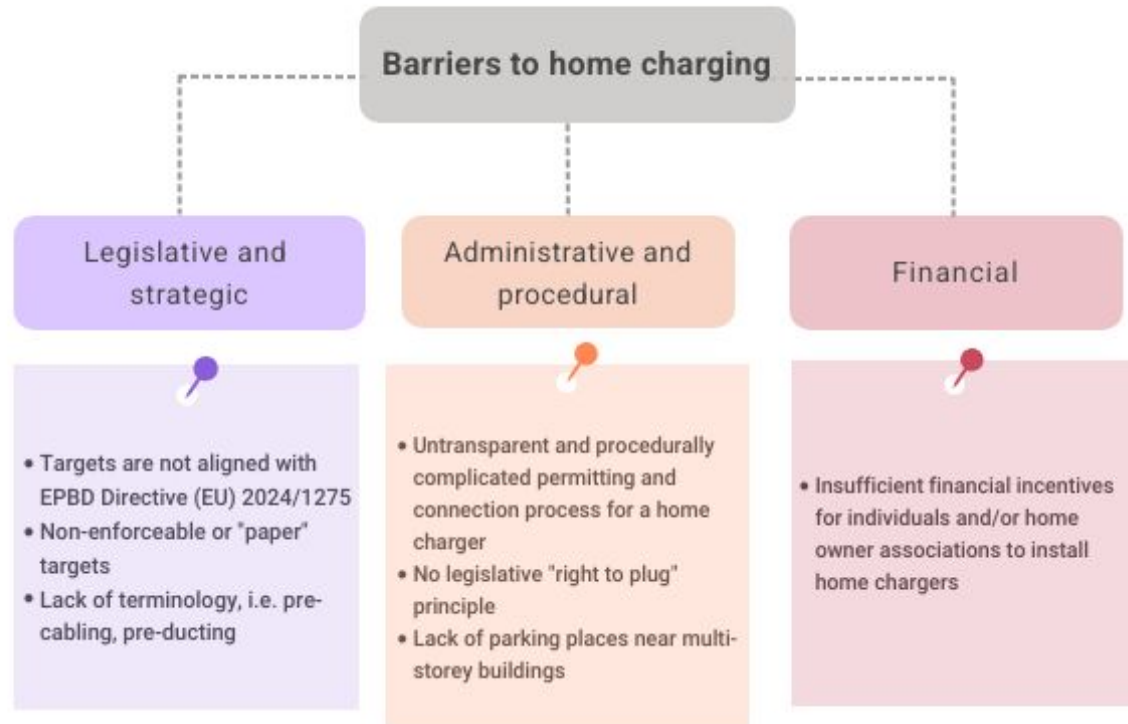 Barriers to home charging
Legislative and
strategic
• Targets are not aligned with
EPBD Directive (EU) 2024/1275
• Non-enforceable or "paper"
targets
• Lack of terminology, i.e. pre-
cabling, pre-ducting
Administrative and
procedural
• Untransparent and procedurally
complicated permitting and
connection process for a home
charger
• No legislative "right to plug"
principle
• Lack of parking places near multi-
storey buildings
Financial
• Insufficient financial incentives
for individuals and/or home
owner associations to install
home chargers